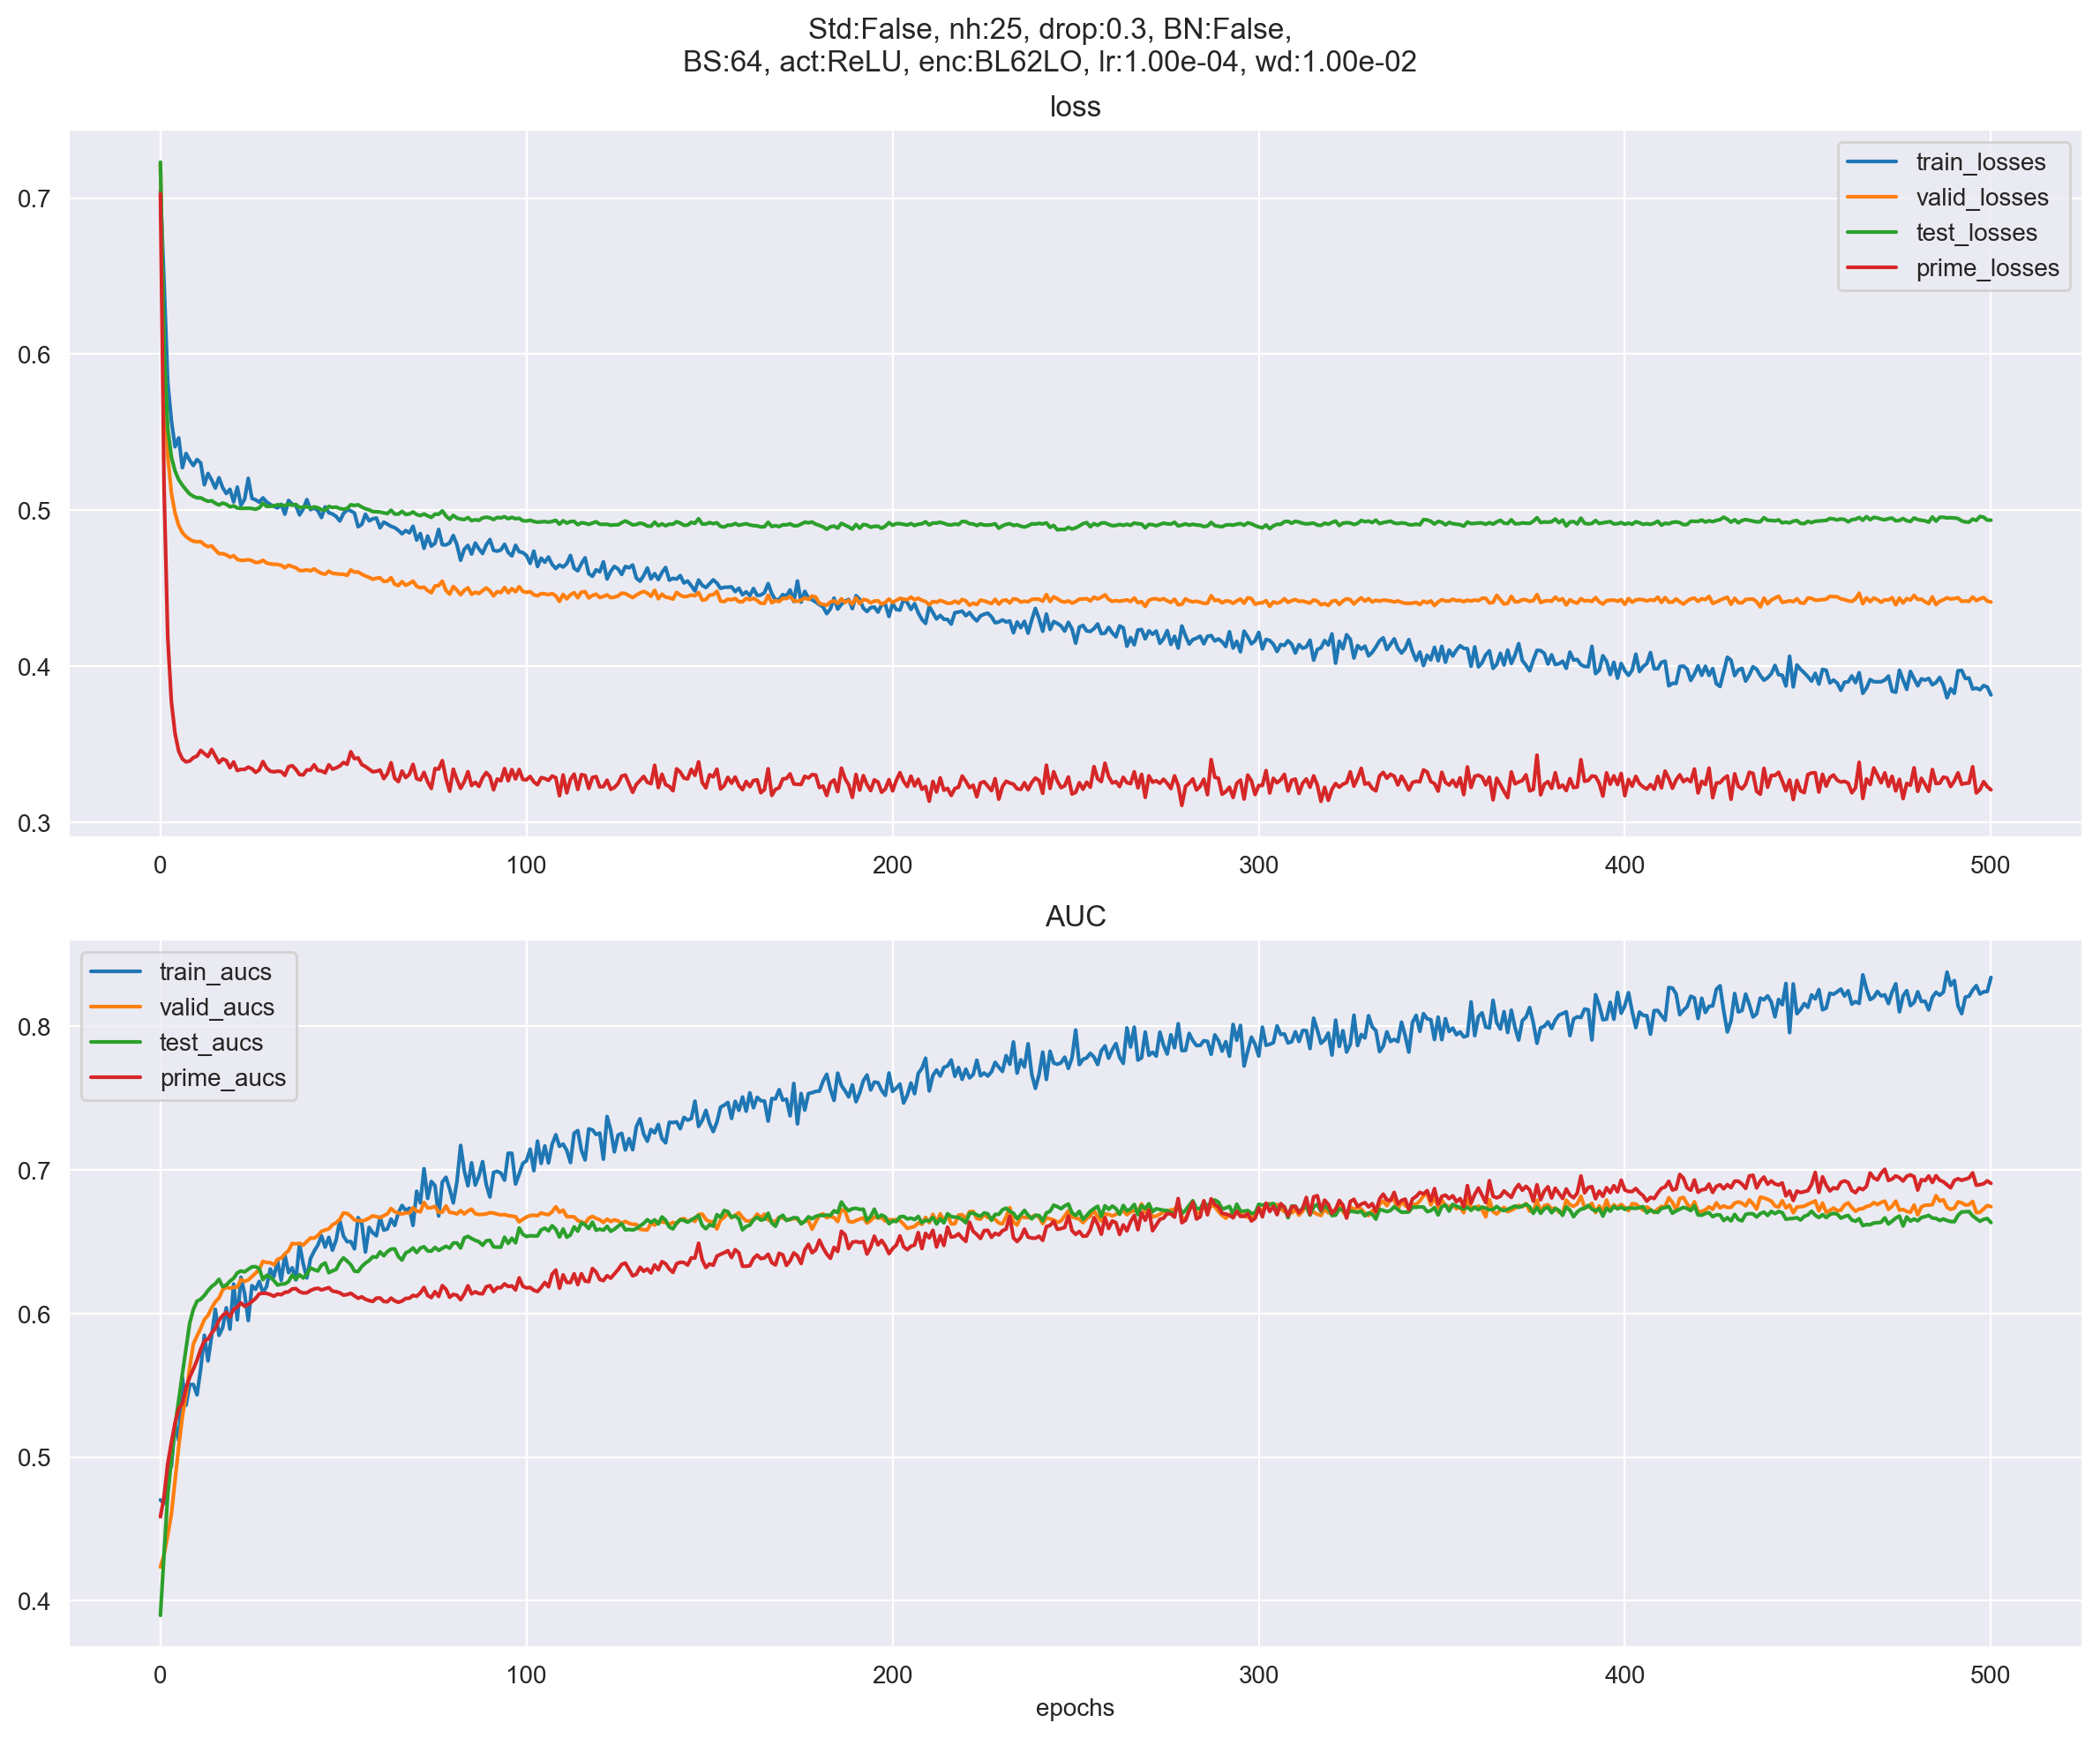 Std:False, nh:25, drop:0.3, BN:False,
BS:64, act:ReLU, enc:BL62LO, lr:1.00e-04, wd:1.00e-02
loss
train_losses
valid_losses
test_losses
prime_losses
0.7
0.6
0.5
0.4
0.3
0 100 200 300 400 500
AUC
train_aucs
valid_aucs
test_aucs
prime_aucs
0.8
0.7
0.6
0.5
0.4
0 100 200 300 400 500
epochs